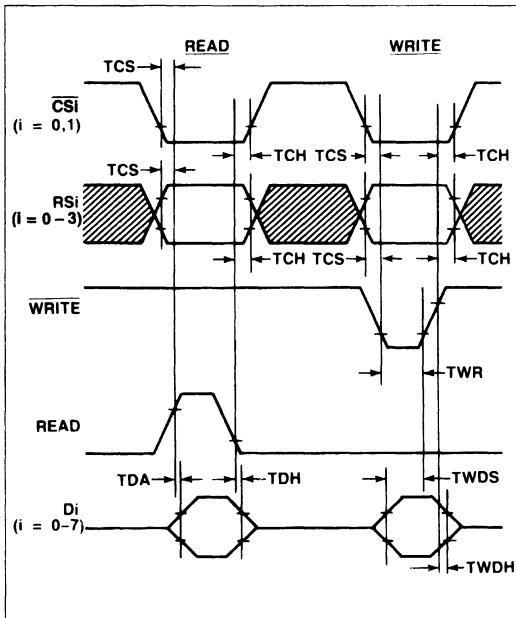 READ WRITE
TCS
CSi
(i = 0,1)
TCH TCS TCH
TCS
RSi
(i = 0-3)
TCH TCS TCH
WRITE
TWR
READ
TDA TDH TWDS
Di
(i = 0-7)
TWDH